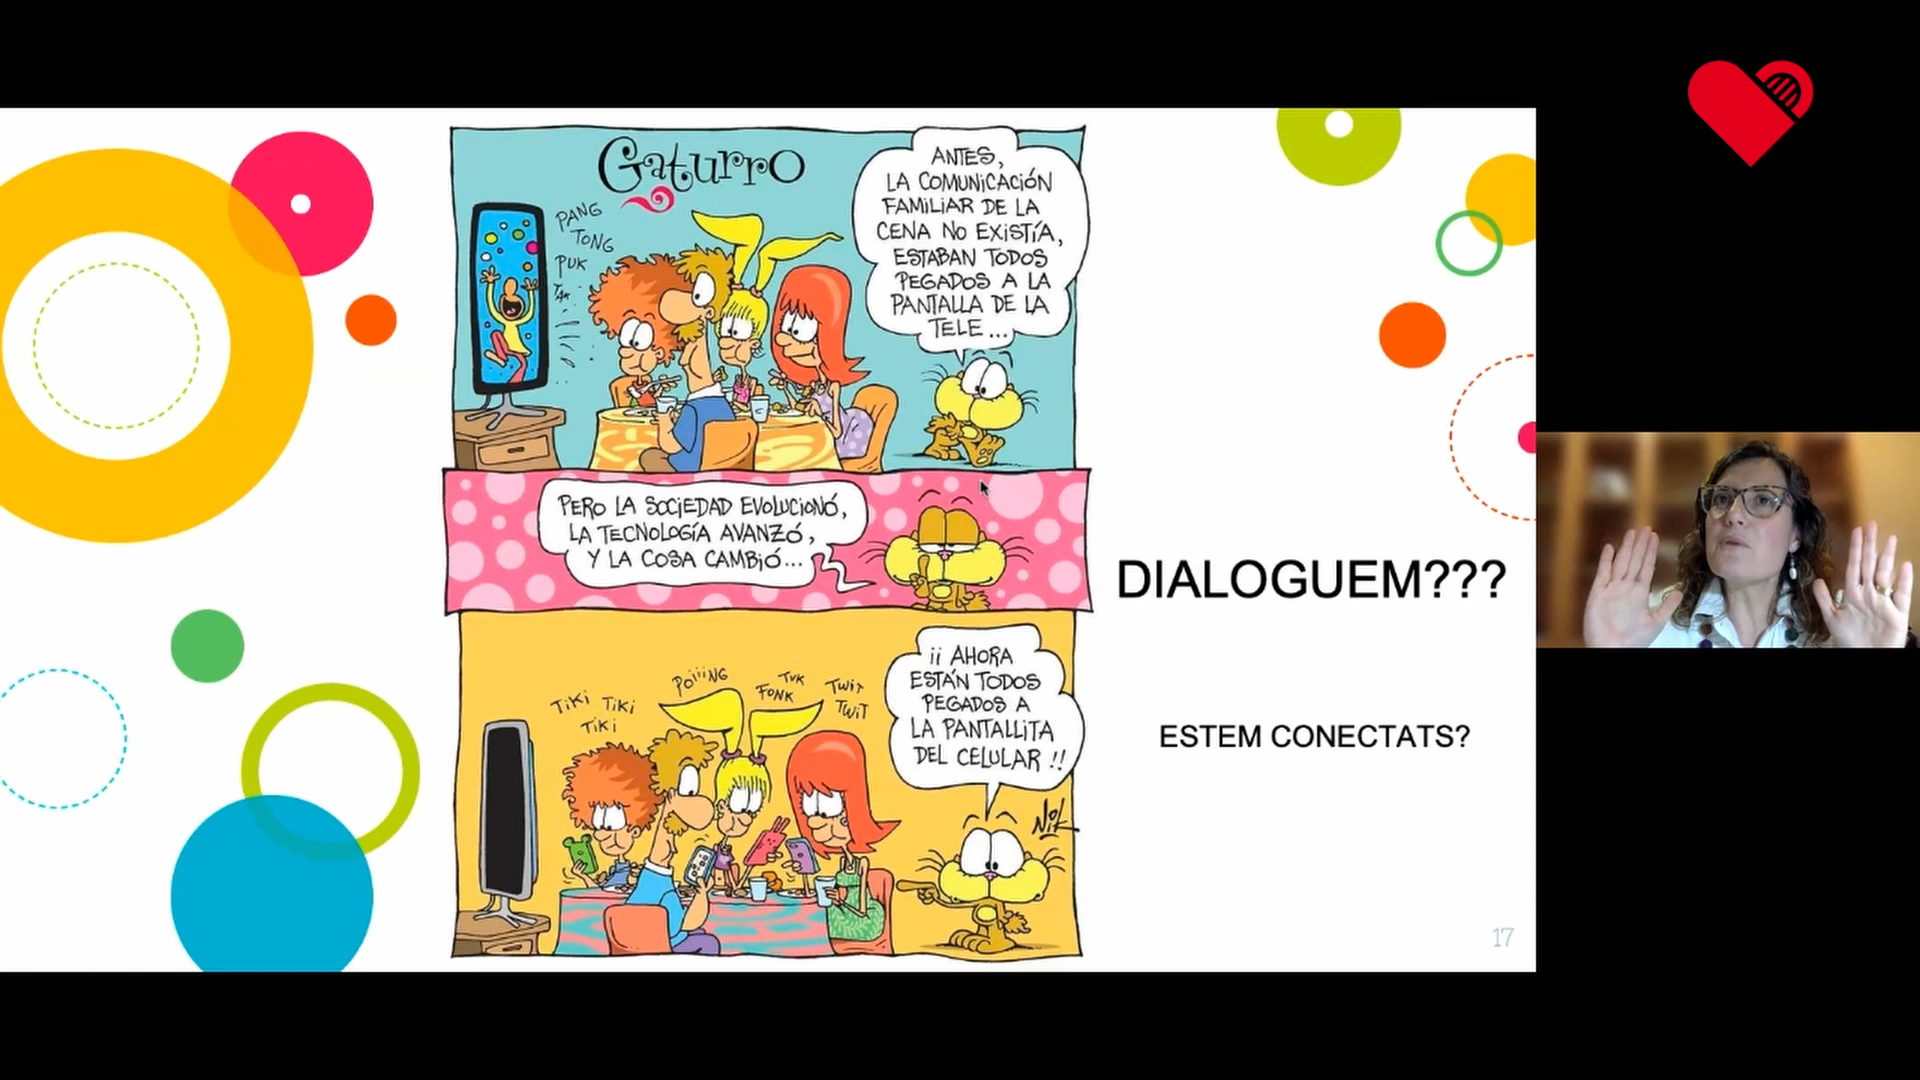 Gaturro
ANTES,
LA COMUNICACIÓN
FAMILIAR DE LA
CENA NO EXISTÍA,
ESTABAN TODOS
PEGADOS A LA
PANTALLA DE LA
TELE...
PANG
TONG
PUK
TAK
PERO LA SOCIEDAD EVOLUCIONÓ,
LA TECNOLOGÍA AVANZÓ,
Y LA COSA CAMBIÓ...
¡¡ AHORA
ESTÁN TODOS
PEGADOS A
LA PANTALLITA
DEL CELULAR !!
TIKI TIKI
TIKI
POIIING
TUK
FONK
TWIT
TWIT
NIK
DIALOGUEM???
ESTEM CONECTATS?
17